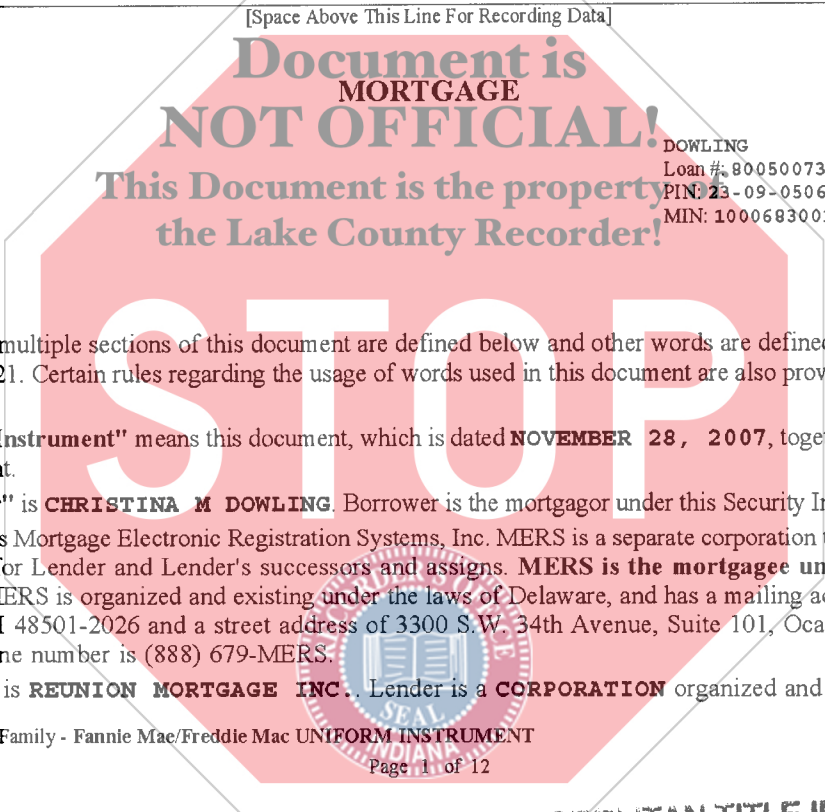 [Space Above This Line For Recording Data]
Document is
MORTGAGE
NOT OFFICIAL!
DOWLING
Loan #: 80050073
This Document is the property of
PIN: 23-09-0506
MIN: 1000683001
the Lake County Recorder!
STOP
multiple sections of this document are defined below and other words are defined
21. Certain rules regarding the usage of words used in this document are also prov
Instrument" means this document, which is dated NOVEMBER 28, 2007, toge
t.
" is CHRISTINA M DOWLING. Borrower is the mortgagor under this Security In
s Mortgage Electronic Registration Systems, Inc. MERS is a separate corporation
for Lender and Lender's successors and assigns. MERS is the mortgagee un
ERS is organized and existing under the laws of Delaware, and has a mailing a
I 48501-2026 and a street address of 3300 S.W. 34th Avenue, Suite 101, Oca
ne number is (888) 679-MERS.
is REUNION MORTGAGE INC.. Lender is a CORPORATION organized and
RECORDER'S OFFICE
SEAL
INDIANA
Family - Fannie Mae/Freddie Mac UNIFORM INSTRUMENT
Page 1 of 12